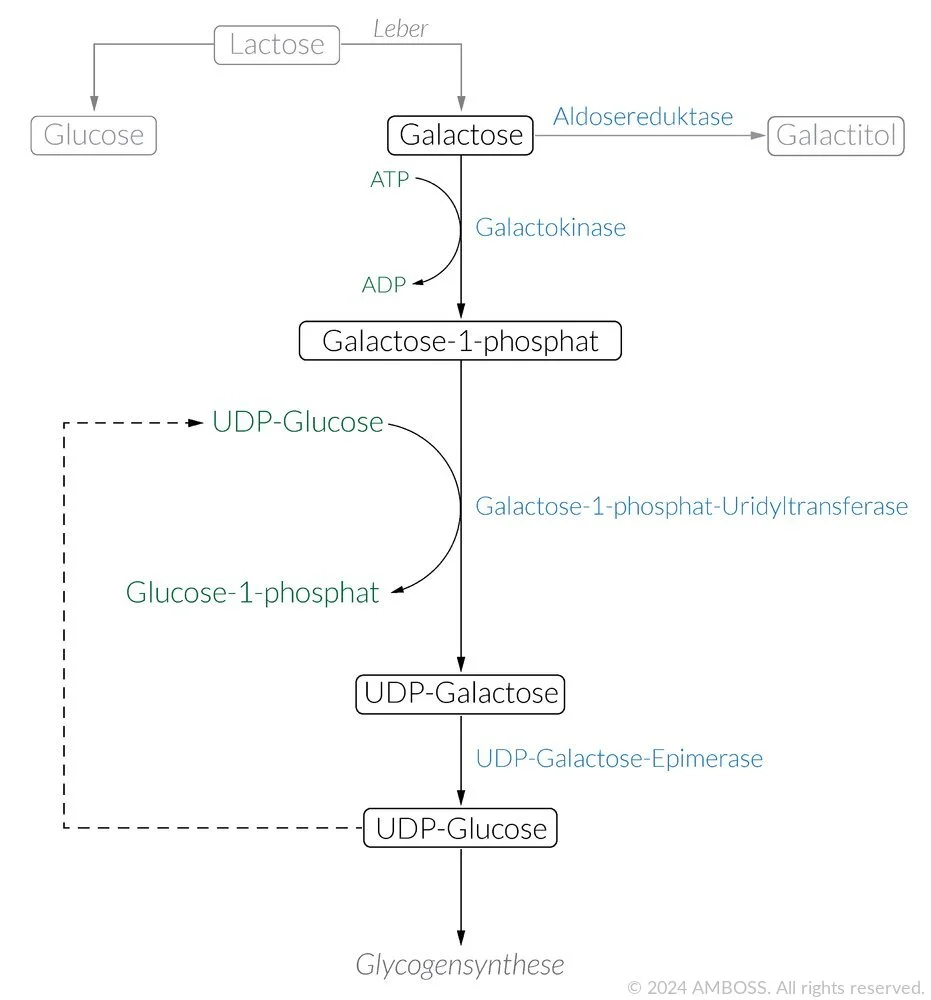 Leber
Lactose
Glucose
Galactose
Aldosereduktase
Galactitol
ATP
Galactokinase
ADP
Galactose-1-phosphat
UDP-Glucose
Galactose-1-phosphat-Uridyltransferase
Glucose-1-phosphat
UDP-Galactose
UDP-Galactose-Epimerase
UDP-Glucose
Glycogensynthese
© 2024 AMBOSS. All rights reserved.